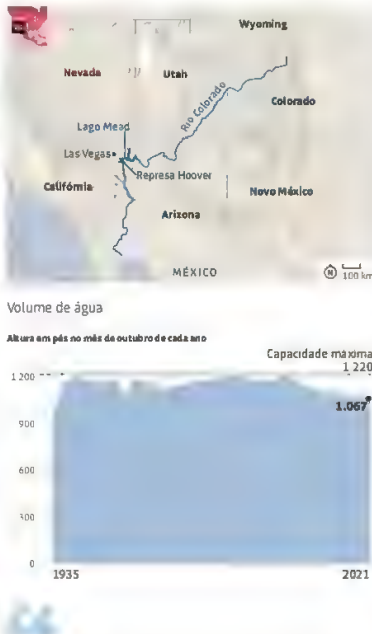 Wyoming
Nevada
Utah
Rio Colorado
Colorado
Lago Mead
Las Vegas
Represa Hoover
Califórnia
Novo México
Arizona
MÉXICO
N
100 km
Volume de água
Altura em pés no mês de outubro de cada ano
Capacidade máxima
1 220
1 200
1.067
900
600
300
0
1935
2021